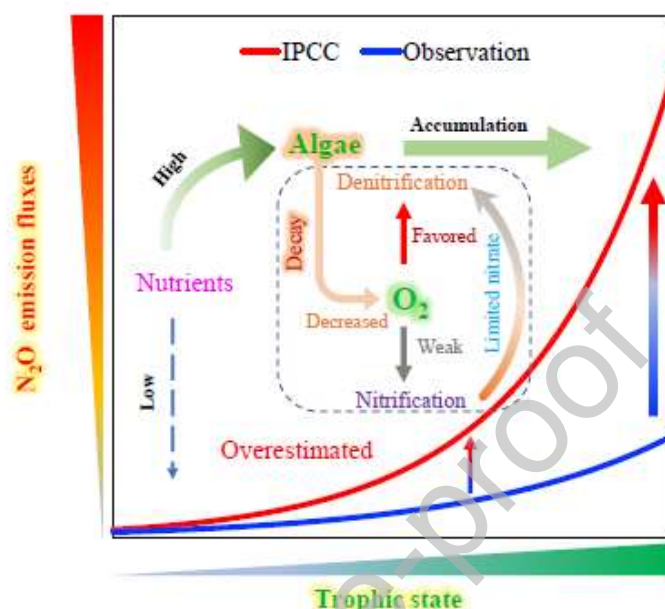 IPCC
Observation
N₂O emission fluxes
High
Algae
Accumulation
Denitrification
Decay
Favored
Nutrients
O₂
Decreased
Limited nitrate
Weak
Low
Nitrification
Overestimated
Trophic state
e-proof